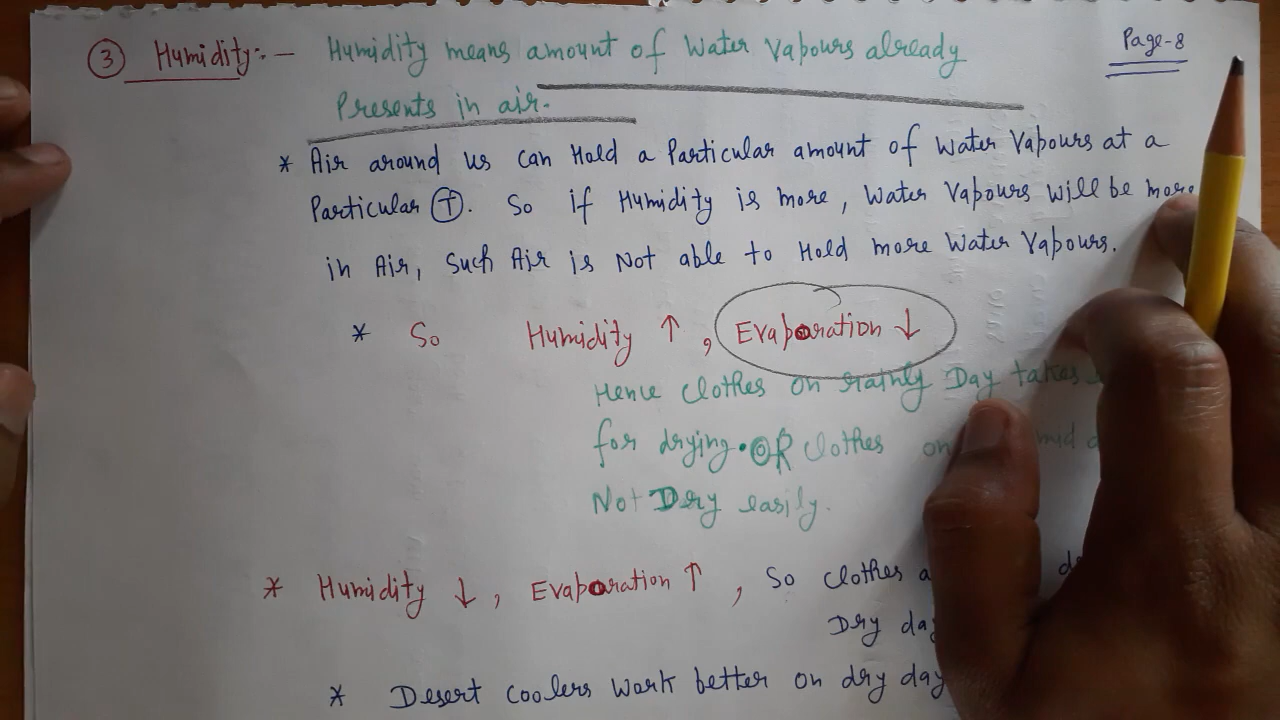 Page-8
③ Humidity:- Humidity means amount of Water Vapours already
Presents in air.
* Air around us can Hold a Particular amount of Water Vapours at a
Particular Ⓣ. So if Humidity is more, Water Vapours will be more
in Air, Such Air is Not able to Hold more Water Vapours.
* So Humidity ↑, Evaporation ↓
Hence Clothes on rainly Day takes
for drying. OR Clothes on
Not Dry easily.
* Humidity ↓, Evaporation ↑, So Clothes
Dry day
* Desert Coolers Work better on dry day